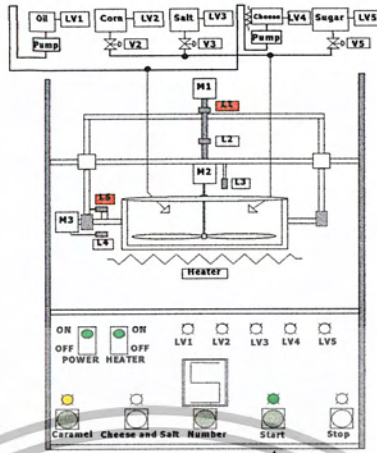 Oil LV1 Corn LV2 Salt LV3 Cheese LV4 Sugar LV5
Pump V2 V3 Pump V5
M1
L1
L2
M2
L3
L5
M3
L4
Heater
ON ON
OFF OFF
POWER HEATER
LV1 LV2 LV3 LV4 LV5
5
Caramel Cheese and Salt Number Start Stop